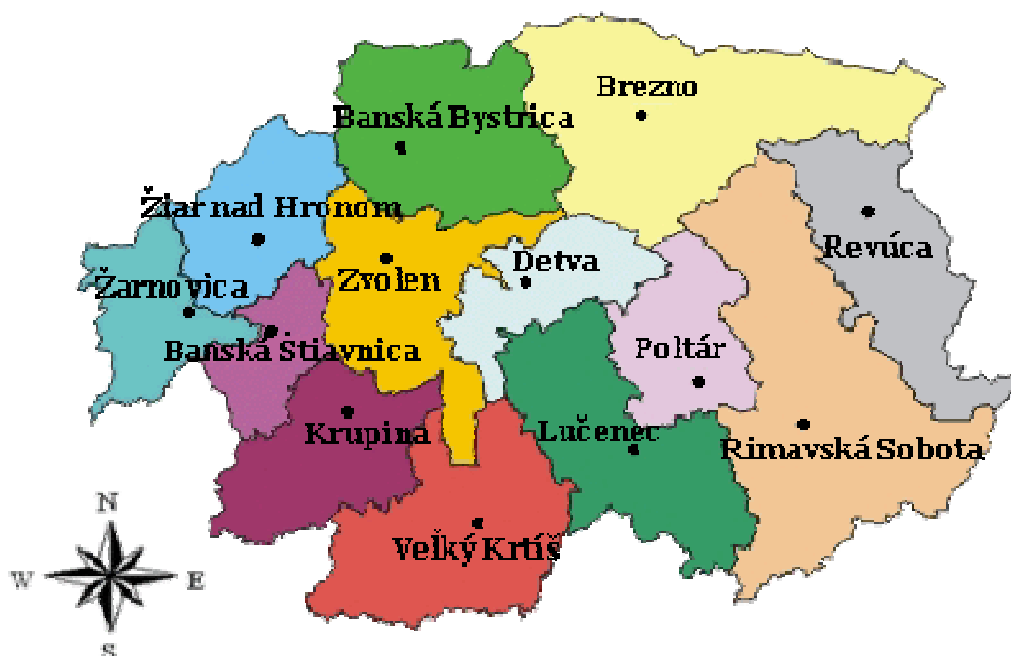 Brezno
Banská Bystrica
Žiar nad Hronom
Revúca
Detva
Zvolen
Žarnovica
Banská Štiavnica
Poltár
Krupina
Lučenec
Rimavská Sobota
Veľký Krtíš
N
W
E
S